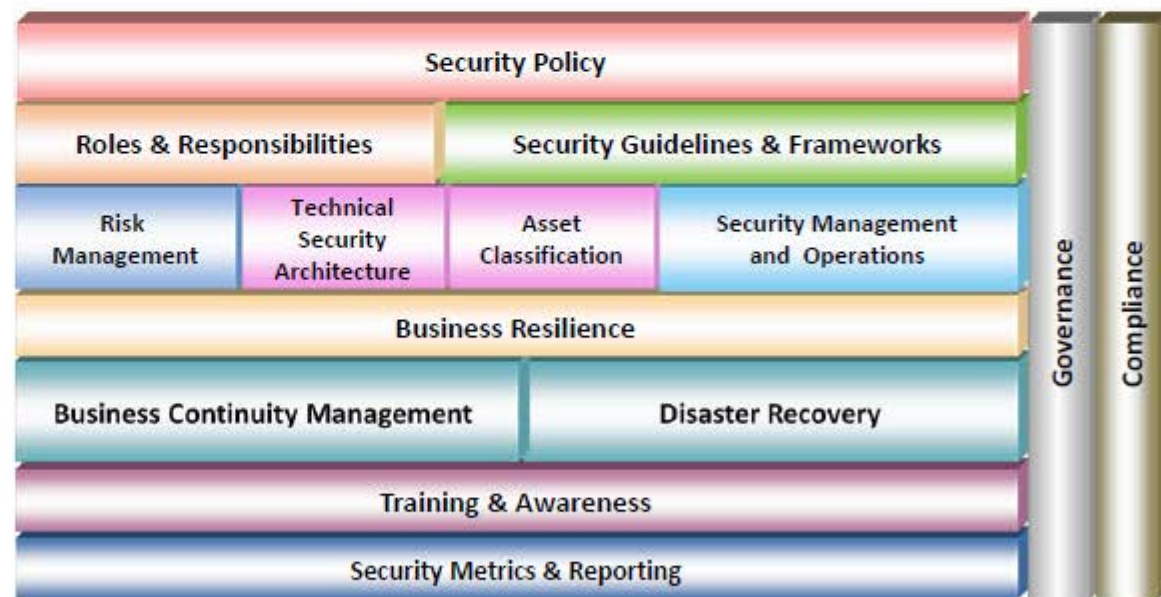 Security Policy
Roles & Responsibilities
Security Guidelines & Frameworks
Risk
Management
Technical
Security
Architecture
Asset
Classification
Security Management
and Operations
Business Resilience
Business Continuity Management
Disaster Recovery
Training & Awareness
Security Metrics & Reporting
Governance
Compliance